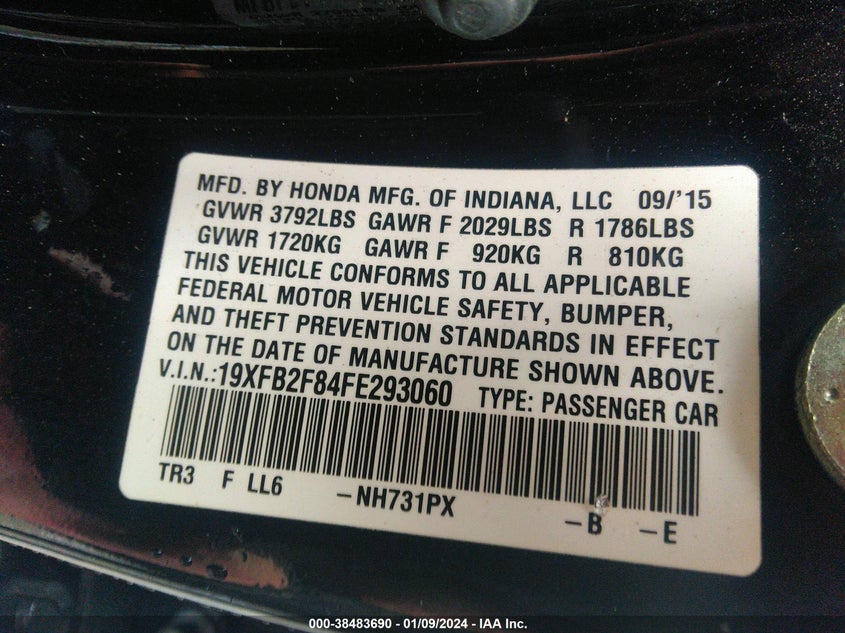 MFD. BY HONDA MFG. OF INDIANA, LLC 09/'15
GVWR 3792LBS GAWR F 2029LBS R 1786LBS
GVWR 1720KG GAWR F 920KG R 810KG
THIS VEHICLE CONFORMS TO ALL APPLICABLE
FEDERAL MOTOR VEHICLE SAFETY, BUMPER,
AND THEFT PREVENTION STANDARDS IN EFFECT
ON THE DATE OF MANUFACTURE SHOWN ABOVE.
V.I.N.:19XFB2F84FE293060 TYPE: PASSENGER CAR
TR3 F LL6 -NH731PX -B -E
000-38483690 - 01/09/2024 - IAA Inc.